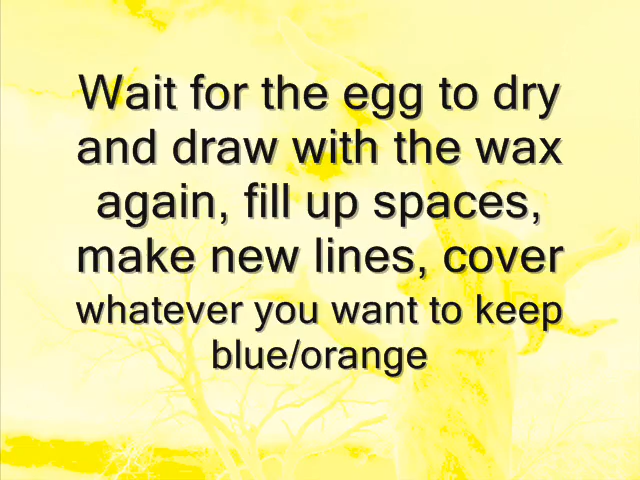 Wait for the egg to dry
and draw with the wax
again, fill up spaces,
make new lines, cover
whatever you want to keep
blue/orange